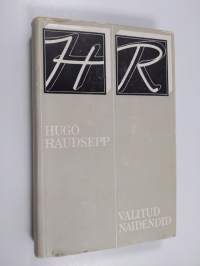 H R
HUGO
RAUDSEPP
VALITUD
NÄIDENDID